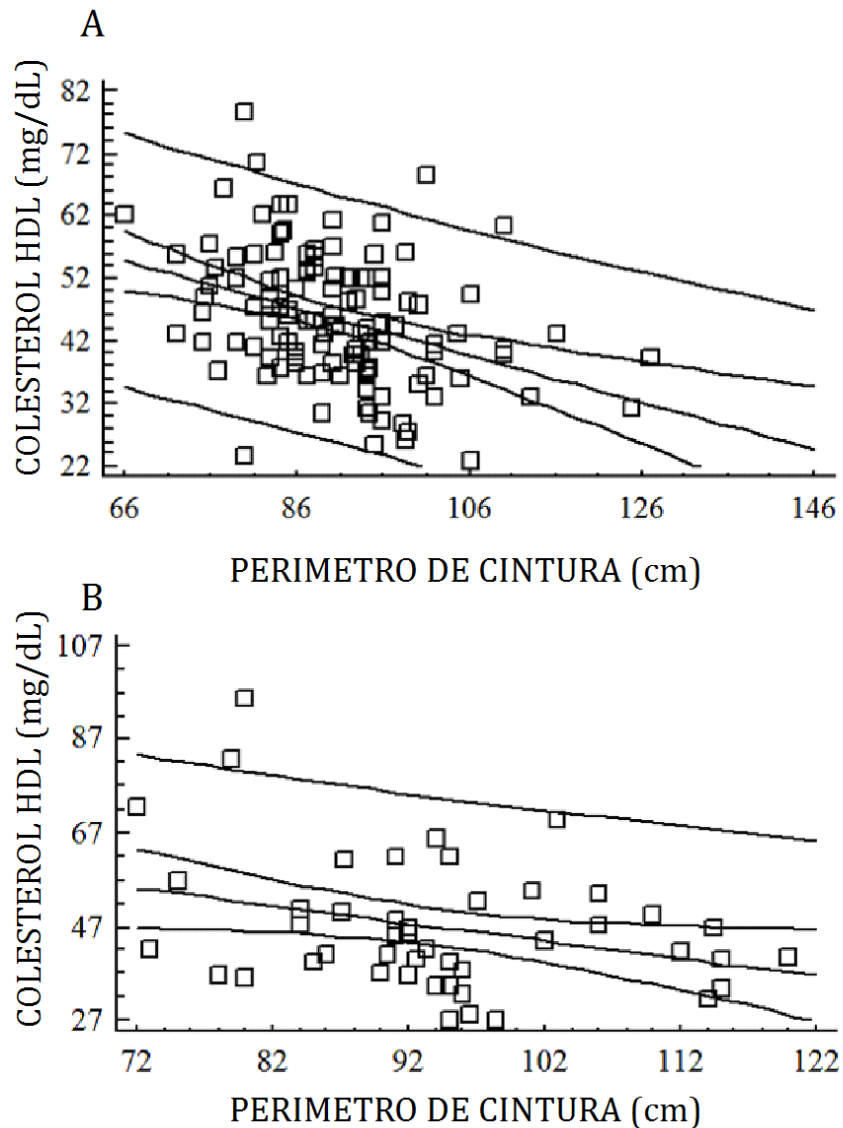 A
COLESTEROL HDL (mg/dL)
82
72
62
52
42
32
22
66 86 106 126 146
PERIMETRO DE CINTURA (cm)
B
COLESTEROL HDL (mg/dL)
107
87
67
47
27
72 82 92 102 112 122
PERIMETRO DE CINTURA (cm)